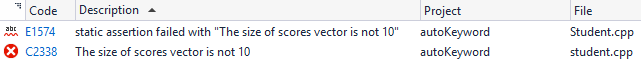 Code Description Project File
abc E1574 static assertion failed with "The size of scores vector is not 10" autoKeyword Student.cpp
C2338 The size of scores vector is not 10 autoKeyword student.cpp